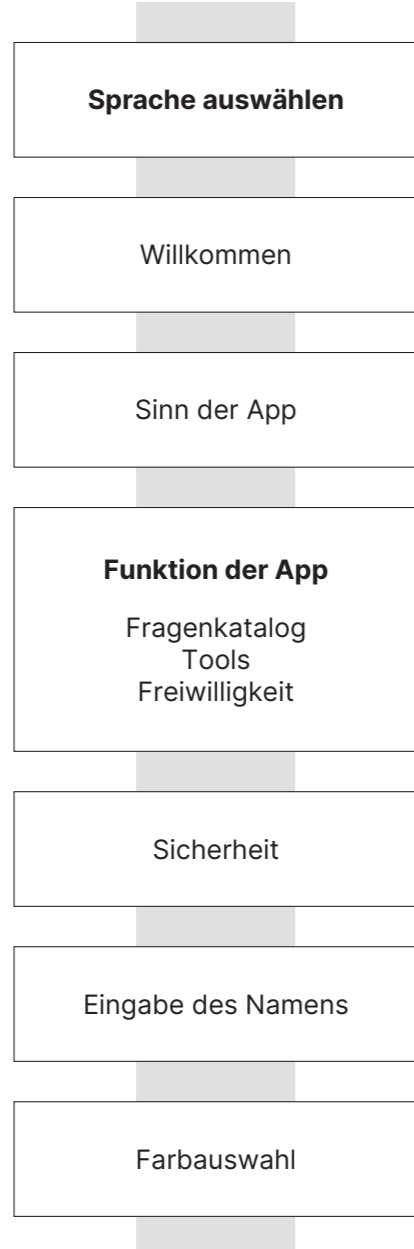 Sprache auswählen
Willkommen
Sinn der App
Funktion der App
Fragenkatalog
Tools
Freiwilligkeit
Sicherheit
Eingabe des Namens
Farbauswahl